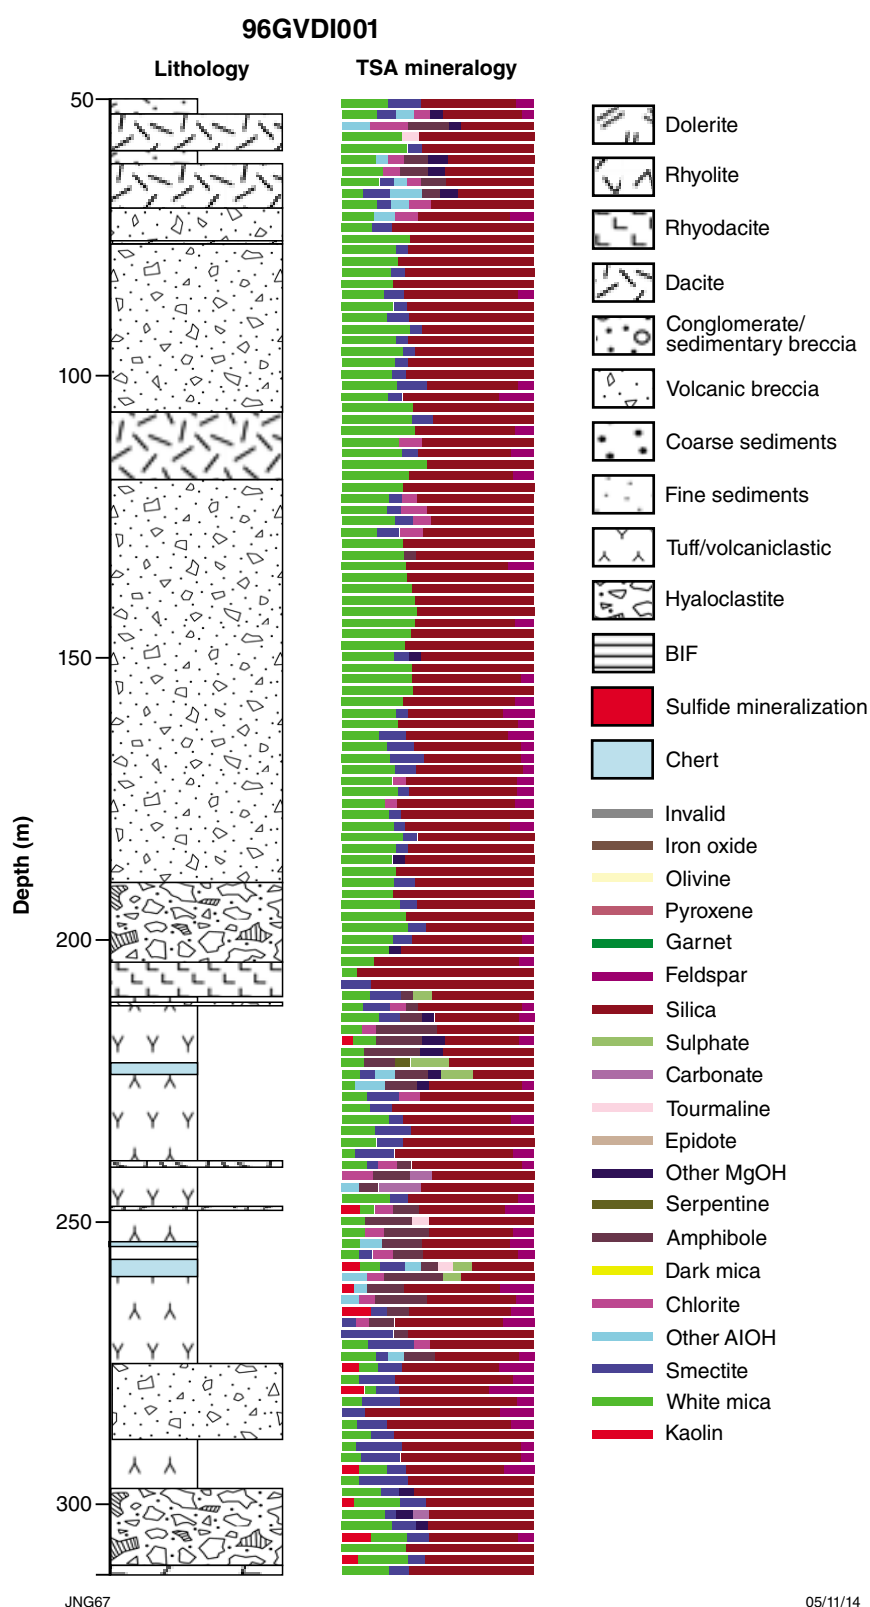 96GVDI001
Lithology
TSA mineralogy
50
100
150
200
250
300
Depth (m)
Dolerite
Rhyolite
Rhyodacite
Dacite
Conglomerate/
sedimentary breccia
Volcanic breccia
Coarse sediments
Fine sediments
Tuff/volcaniclastic
Hyaloclastite
BIF
Sulfide mineralization
Chert
Invalid
Iron oxide
Olivine
Pyroxene
Garnet
Feldspar
Silica
Sulphate
Carbonate
Tourmaline
Epidote
Other MgOH
Serpentine
Amphibole
Dark mica
Chlorite
Other AlOH
Smectite
White mica
Kaolin
JNG67
05/11/14